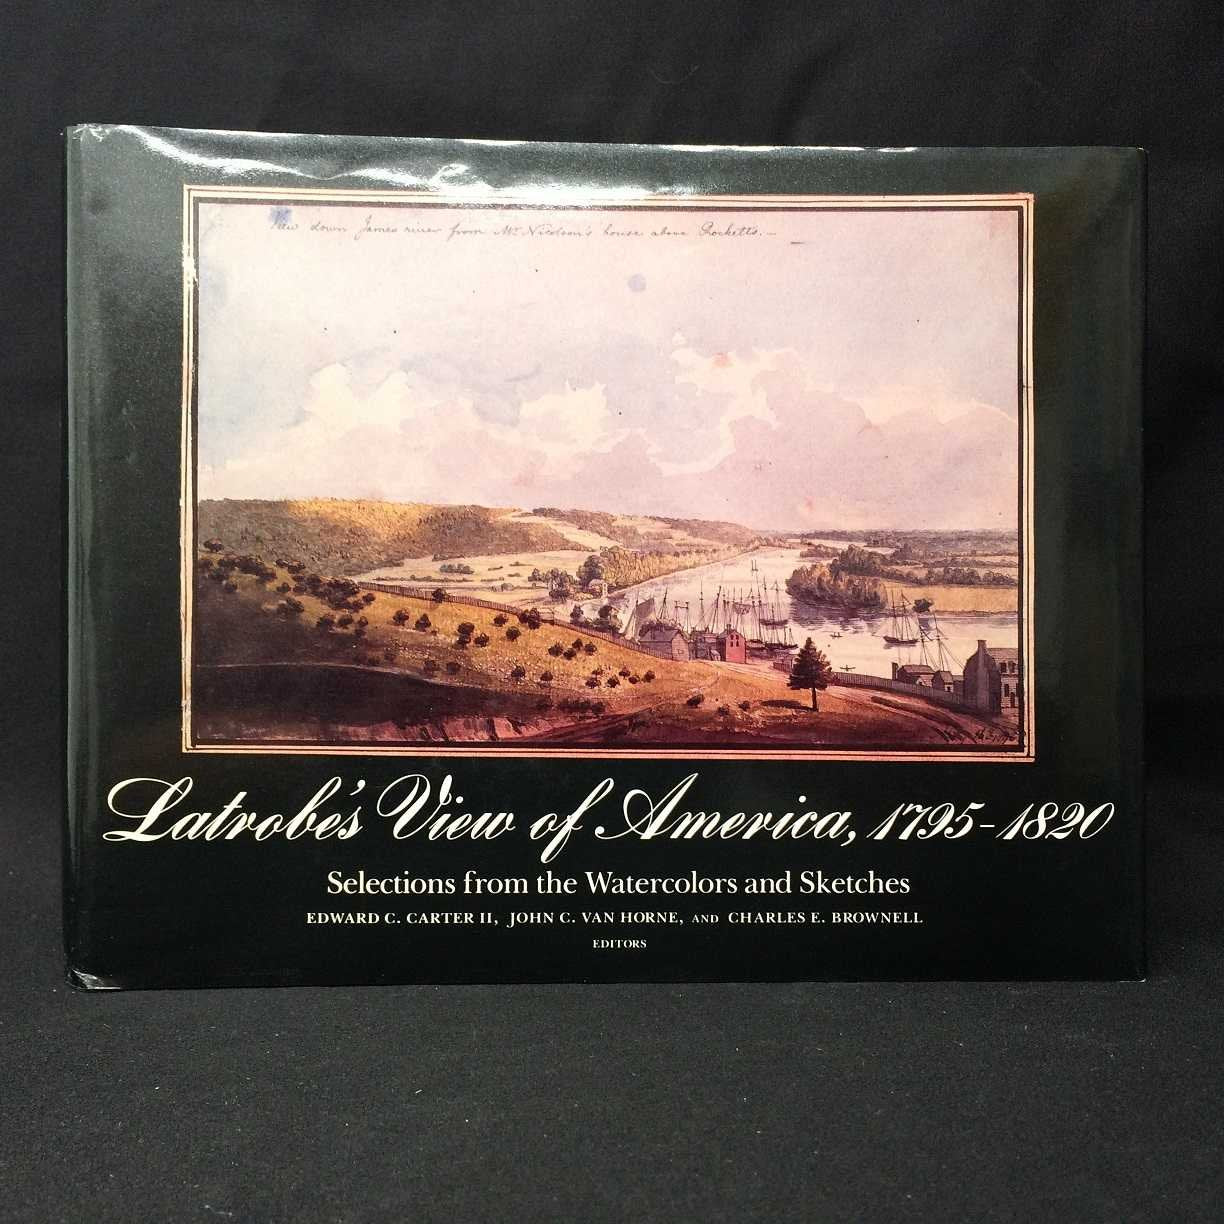 View down James river from Mr Nicolson's house above Rocketts.—
Latrobe's View of America, 1795–1820
Selections from the Watercolors and Sketches
EDWARD C. CARTER II, JOHN C. VAN HORNE, AND CHARLES E. BROWNELL
EDITORS